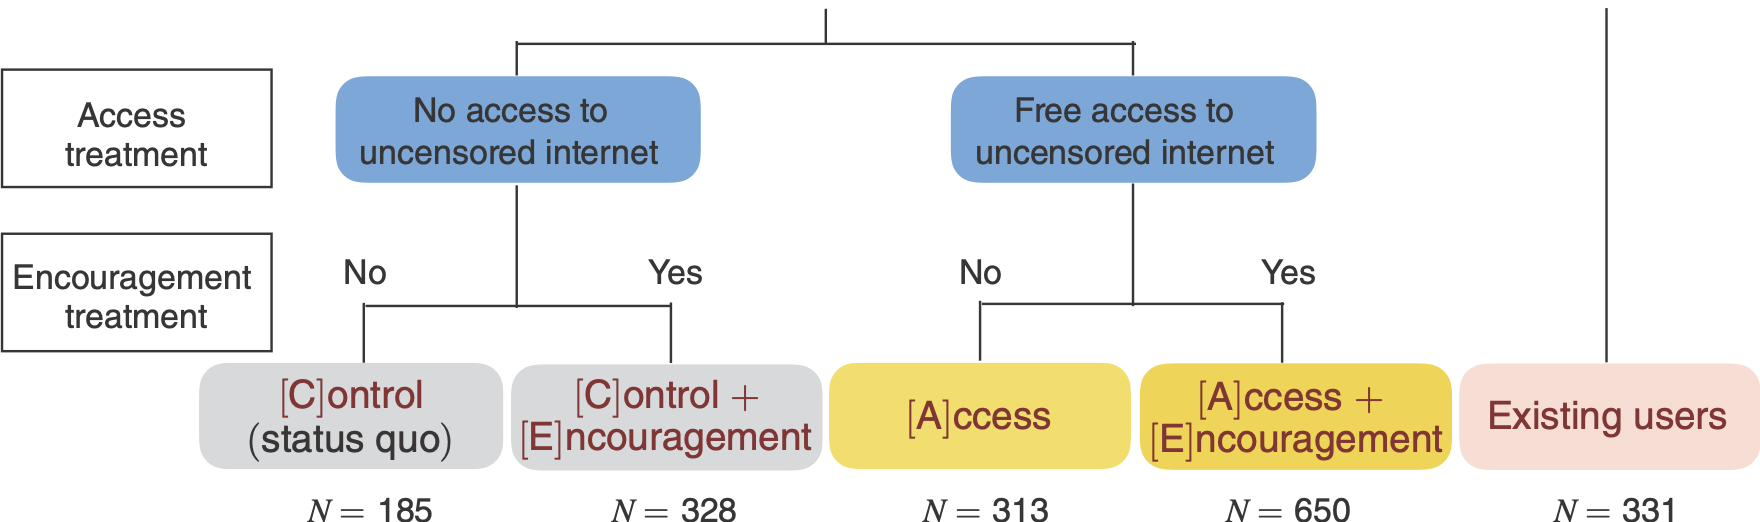 Access
treatment
No access to
uncensored internet
Free access to
uncensored internet
Encouragement
treatment
No
Yes
No
Yes
[C]ontrol
(status quo)
[C]ontrol +
[E]ncouragement
[A]ccess
[A]ccess +
[E]ncouragement
Existing users
N = 185
N = 328
N = 313
N = 650
N = 331